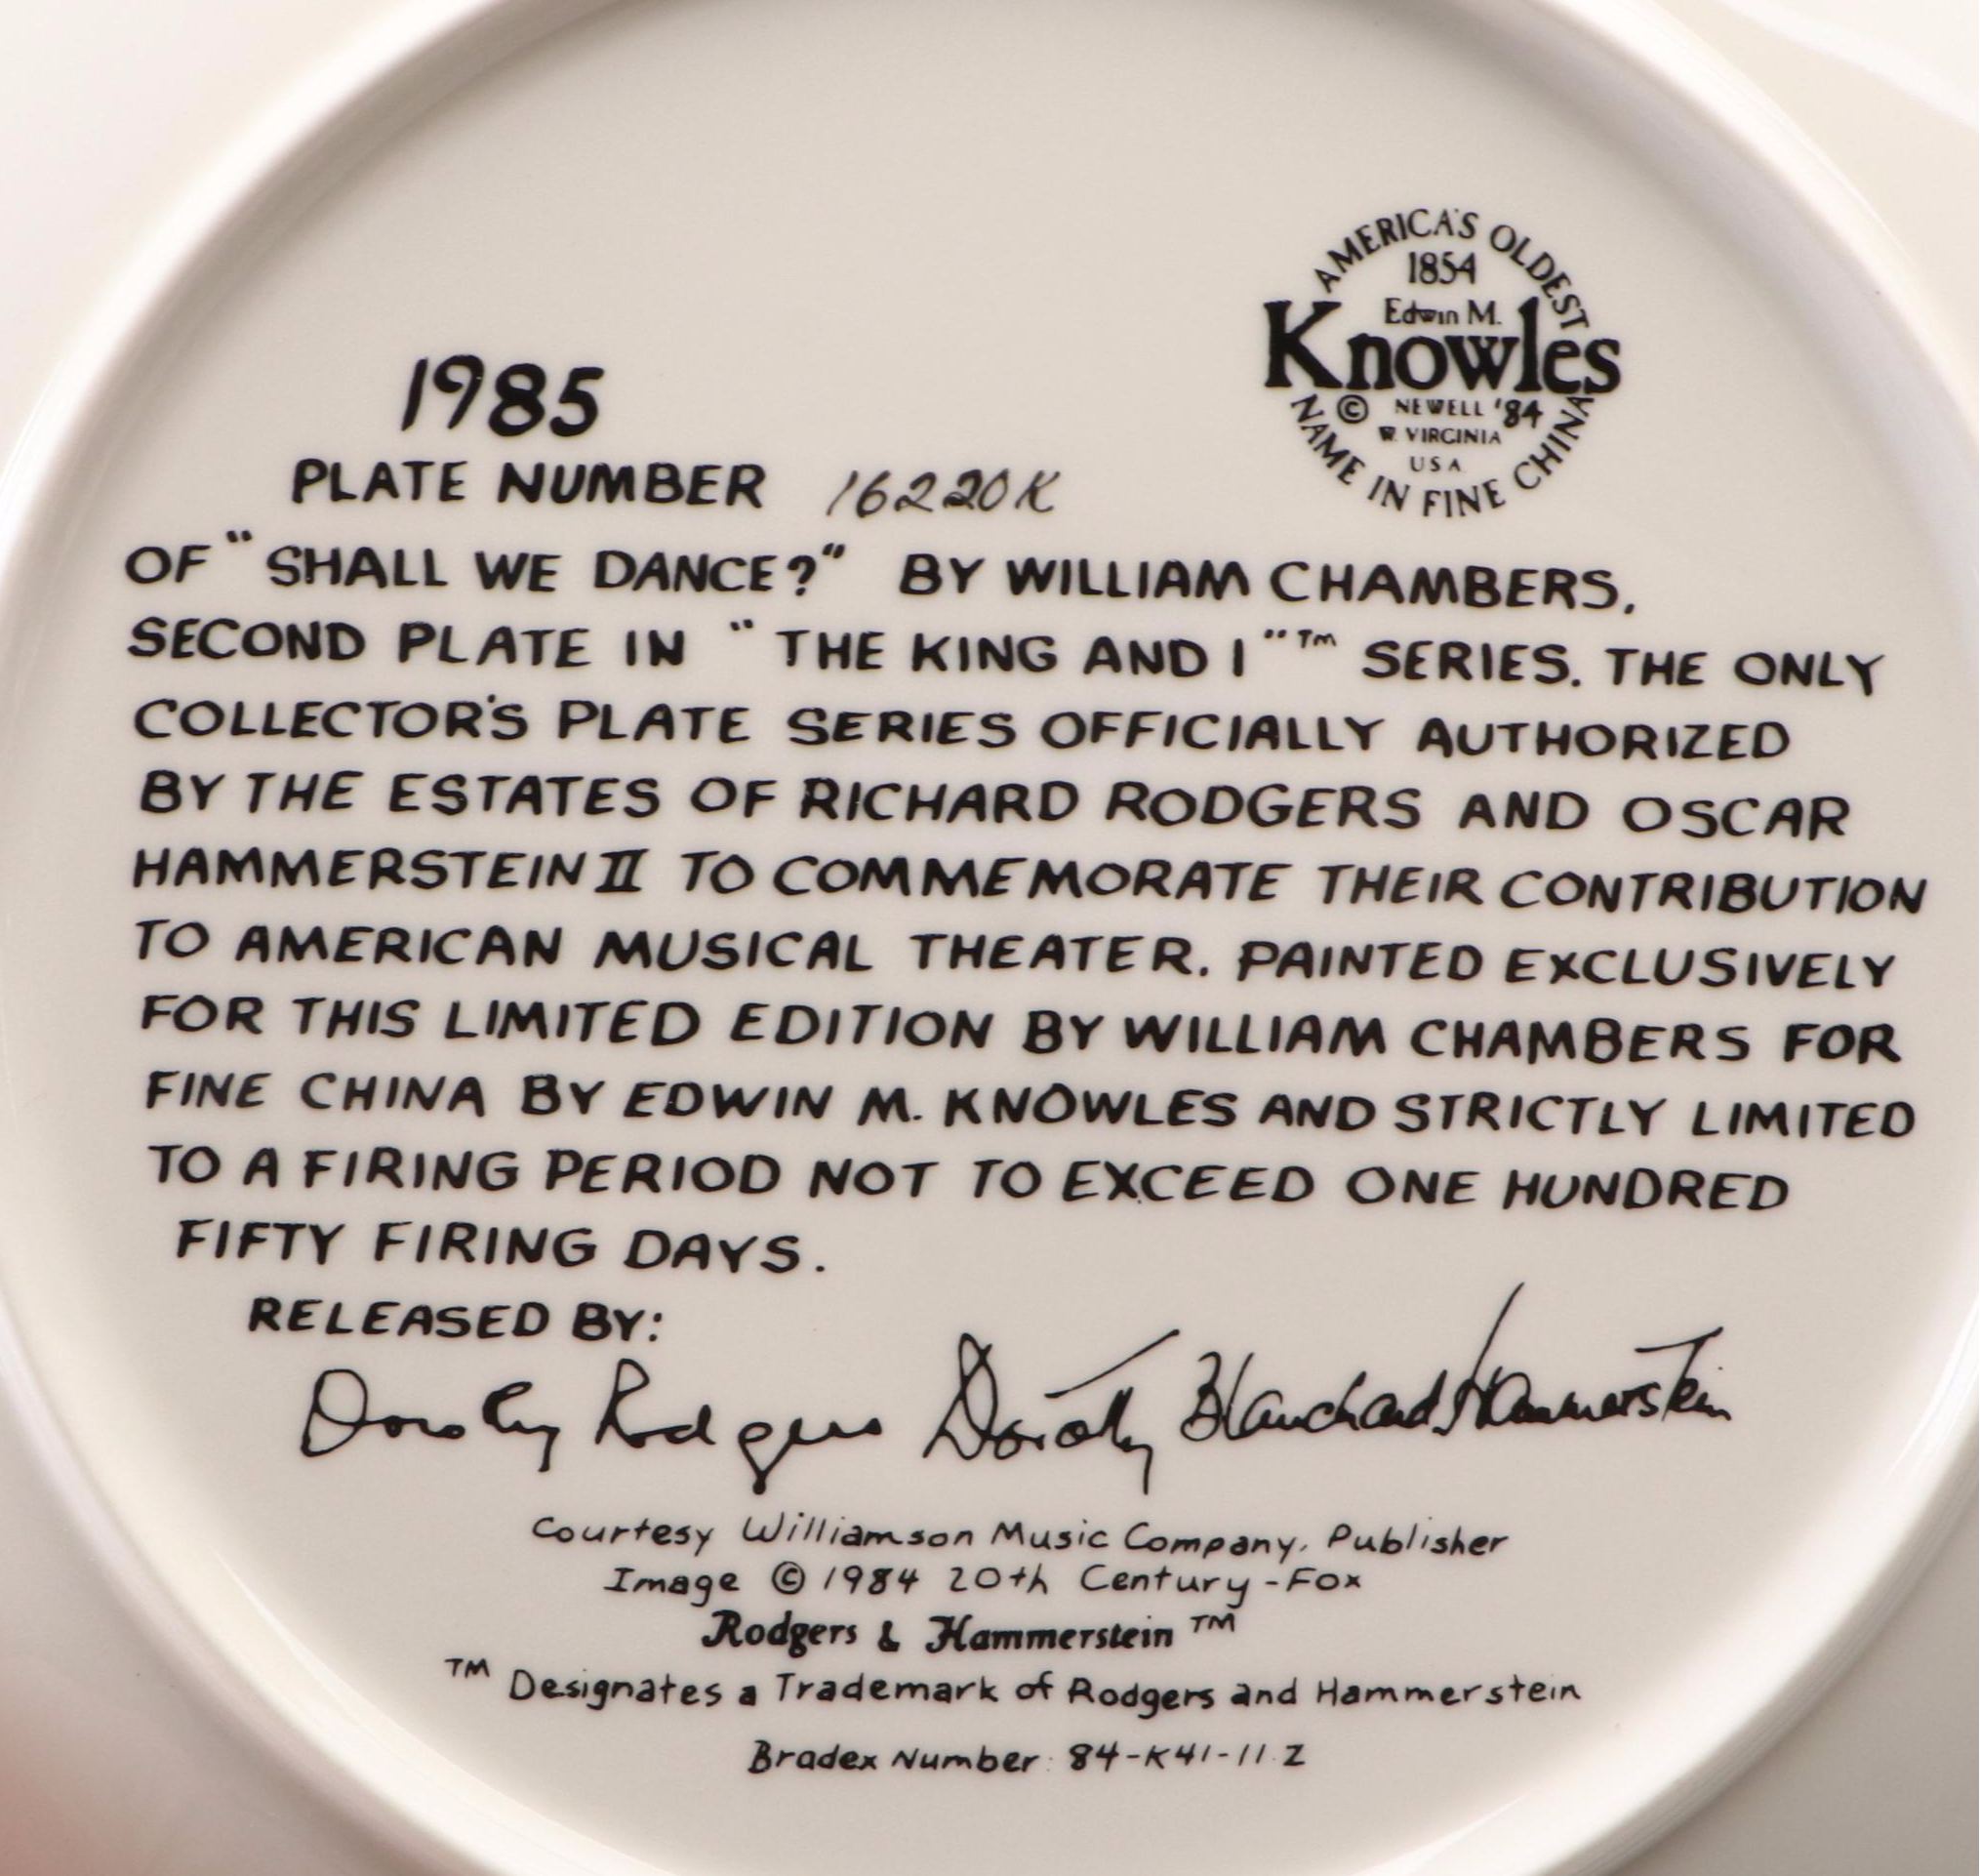 AMERICA'S OLDEST
1854
Edwin M.
Knowles
© NEWELL '84
W. VIRGINIA
USA
NAME IN FINE CHINA
1985
PLATE NUMBER 16220K
OF "SHALL WE DANCE?" BY WILLIAM CHAMBERS,
SECOND PLATE IN "THE KING AND I"™ SERIES. THE ONLY
COLLECTOR'S PLATE SERIES OFFICIALLY AUTHORIZED
BY THE ESTATES OF RICHARD RODGERS AND OSCAR
HAMMERSTEIN II TO COMMEMORATE THEIR CONTRIBUTION
TO AMERICAN MUSICAL THEATER. PAINTED EXCLUSIVELY
FOR THIS LIMITED EDITION BY WILLIAM CHAMBERS FOR
FINE CHINA BY EDWIN M. KNOWLES AND STRICTLY LIMITED
TO A FIRING PERIOD NOT TO EXCEED ONE HUNDRED
FIFTY FIRING DAYS.
RELEASED BY:
Dorothy Rodgers Dorothy Blanchard Hammerstein
Courtesy Williamson Music Company, Publisher
Image © 1984 20th Century-Fox
Rodgers & Hammerstein™
™ Designates a Trademark of Rodgers and Hammerstein
Bradex Number: 84-K41-11.2